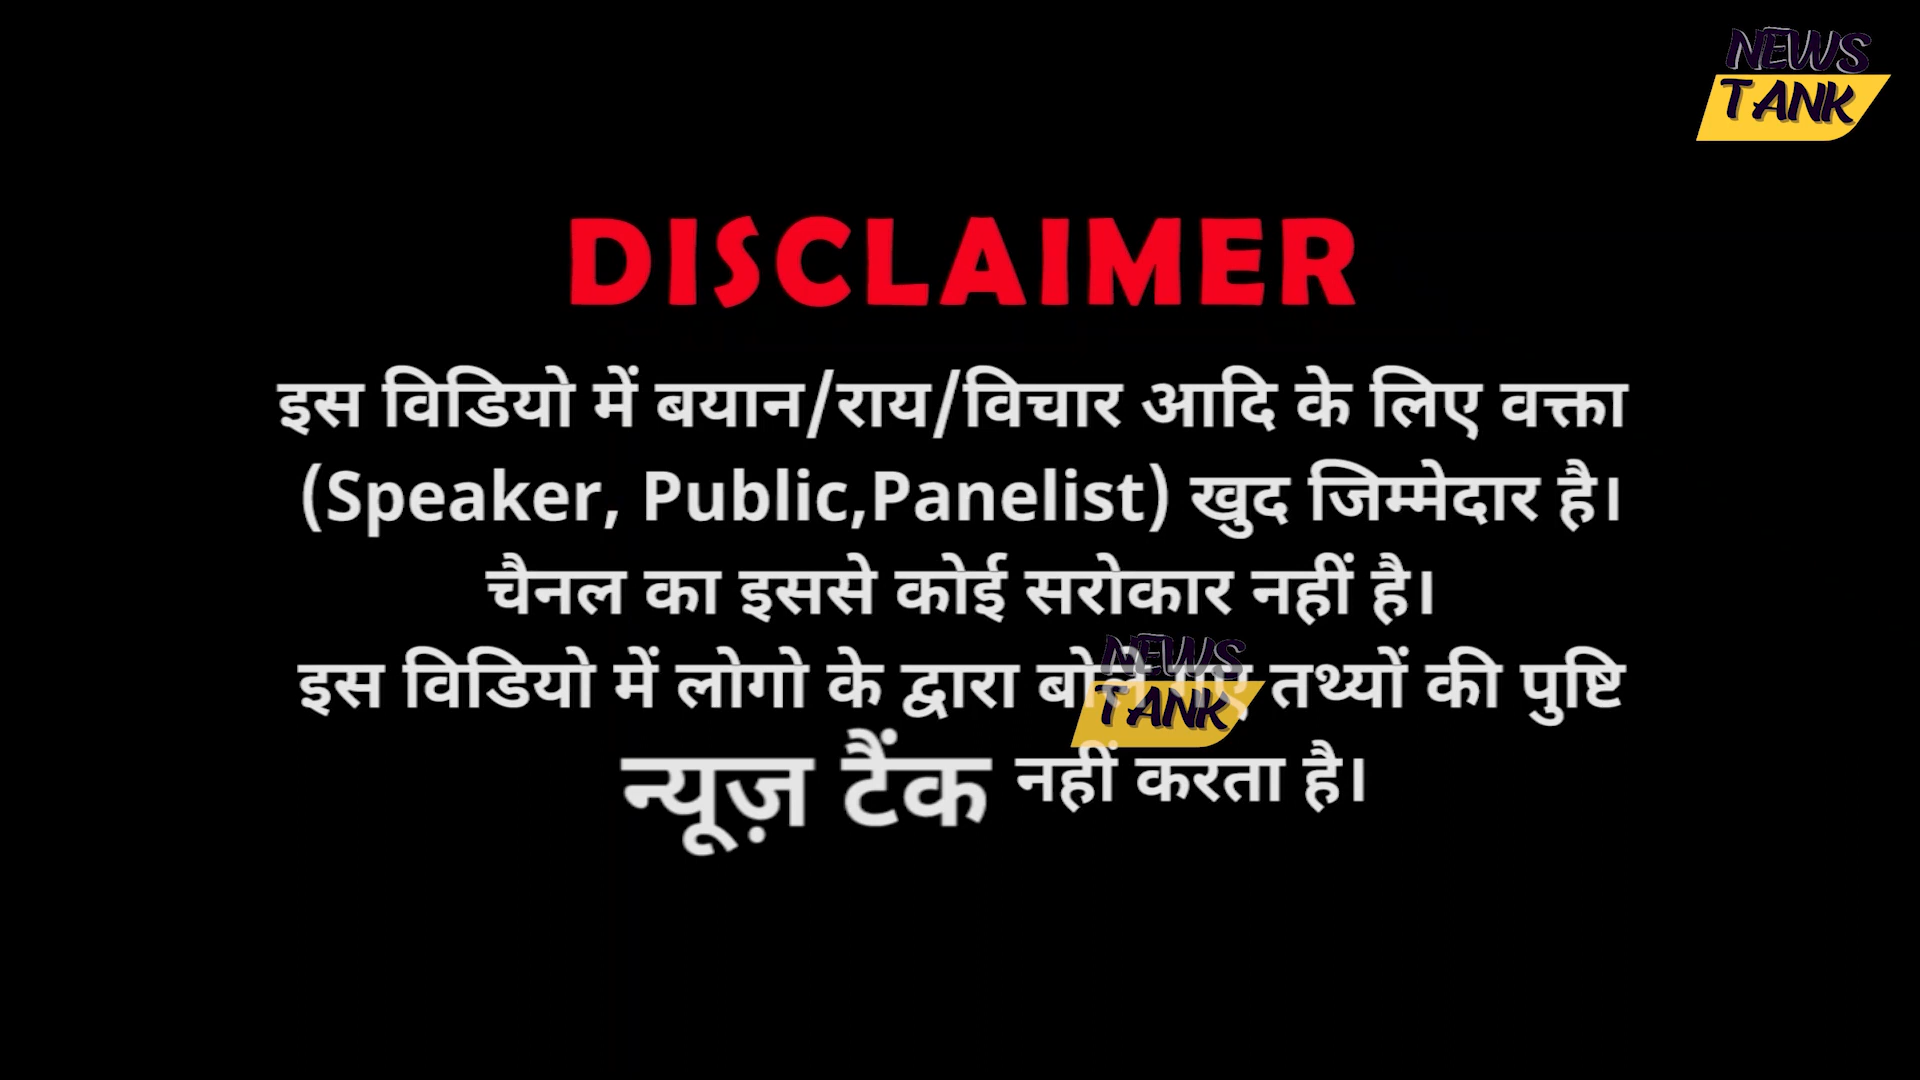 NEWS
TANK
DISCLAIMER
इस विडियो में बयान/राय/विचार आदि के लिए वक्ता
(Speaker, Public,Panelist) खुद जिम्मेदार है।
चैनल का इससे कोई सरोकार नहीं है।
इस विडियो में लोगो के द्वारा बोले गए तथ्यों की पुष्टि
NEWS
TANK
न्यूज़ टैंक नहीं करता है।